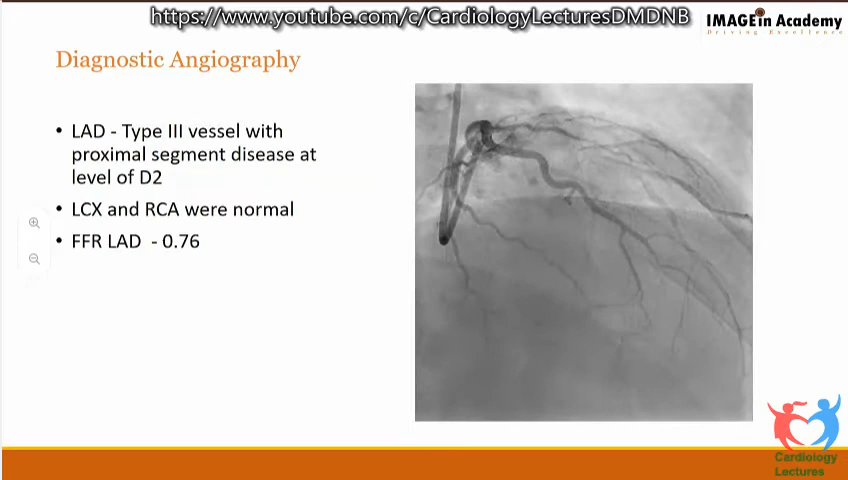 https://www.youtube.com/c/CardiologyLecturesDMDNB
IMAGEin Academy
Driving Excellence
Diagnostic Angiography
• LAD - Type III vessel with
proximal segment disease at
level of D2
• LCX and RCA were normal
• FFR LAD - 0.76
Cardiology
Lectures